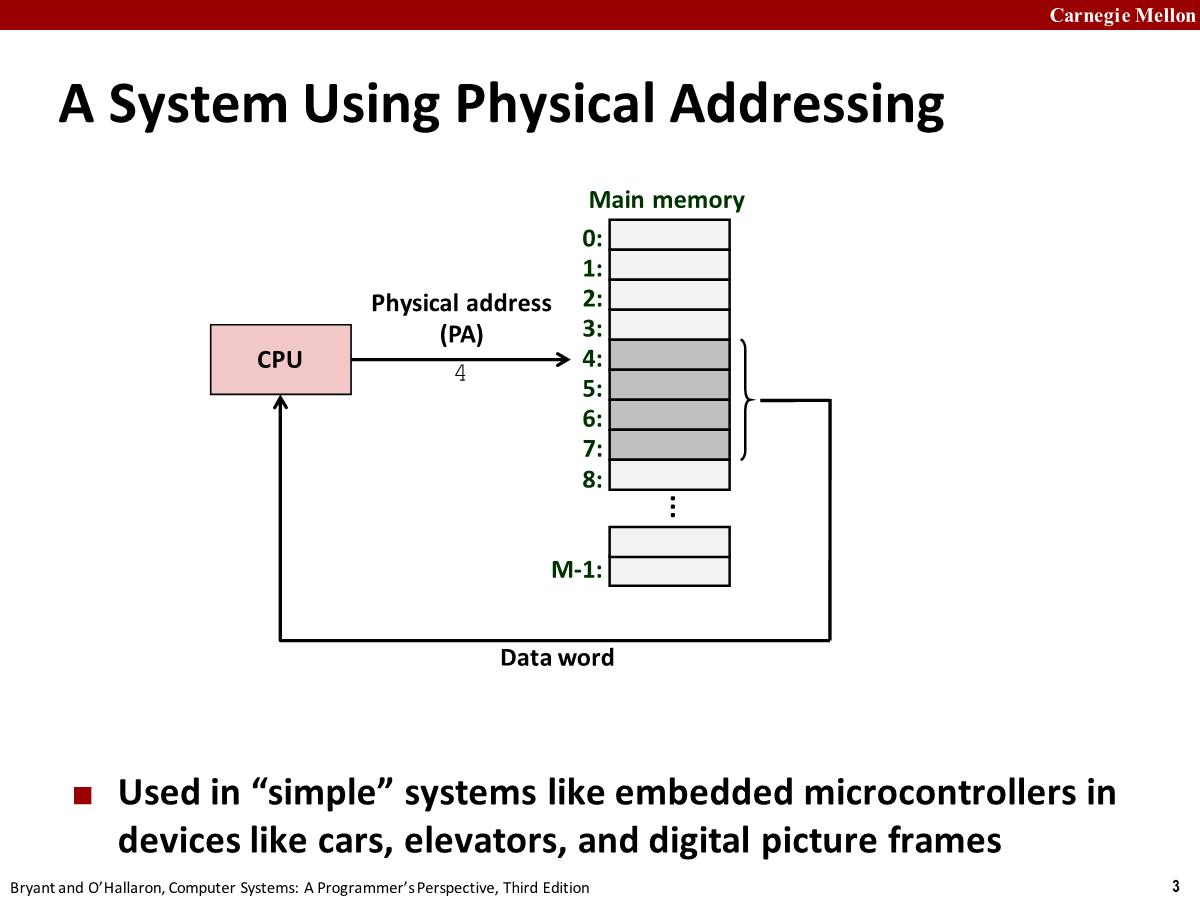 Carnegie Mellon
A System Using Physical Addressing
Main memory
0:
1:
2:
3:
4:
5:
6:
7:
8:
⋮
M-1:
Physical address
(PA)
4
CPU
Data word
■ Used in “simple” systems like embedded microcontrollers in
devices like cars, elevators, and digital picture frames
Bryant and O’Hallaron, Computer Systems: A Programmer’s Perspective, Third Edition
3